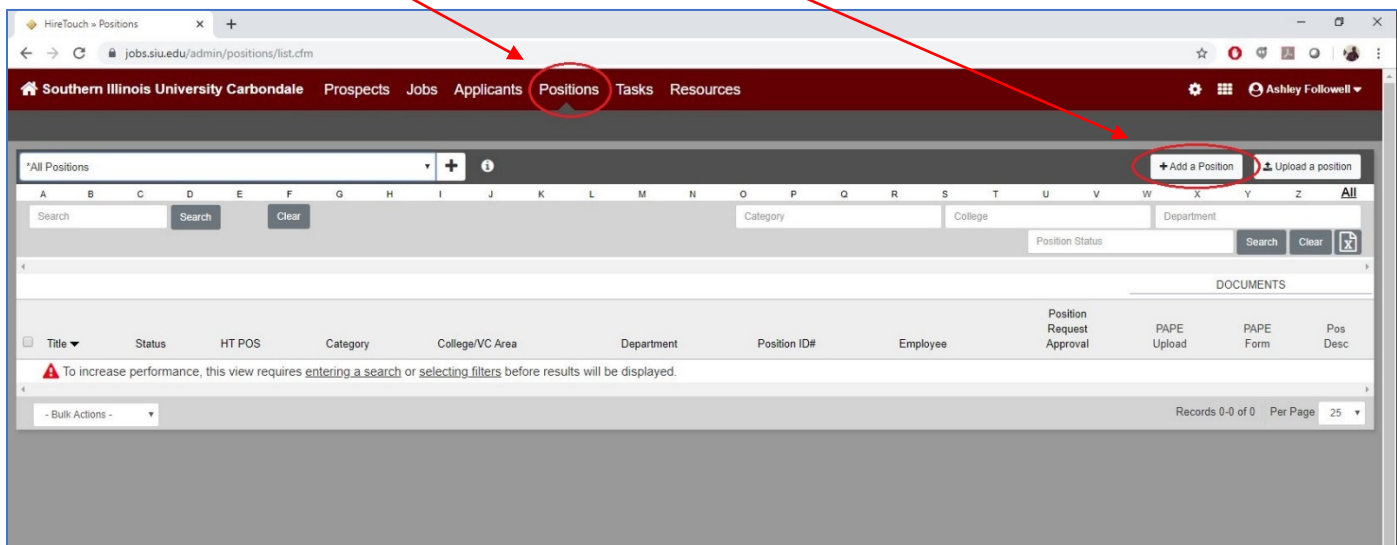 HireTouch » Positions
jobs.siu.edu/admin/positions/list.cfm
Southern Illinois University Carbondale Prospects Jobs Applicants Positions Tasks Resources Ashley Followell
*All Positions + Add a Position Upload a position
A B C D E F G H I J K L M N O P Q R S T U V W X Y Z All
Search Search Clear Category College Department
Position Status Search Clear
DOCUMENTS
Title Status HT POS Category College/VC Area Department Position ID# Employee Position Request Approval PAPE Upload PAPE Form Pos Desc
To increase performance, this view requires entering a search or selecting filters before results will be displayed.
- Bulk Actions - Records 0-0 of 0 Per Page 25